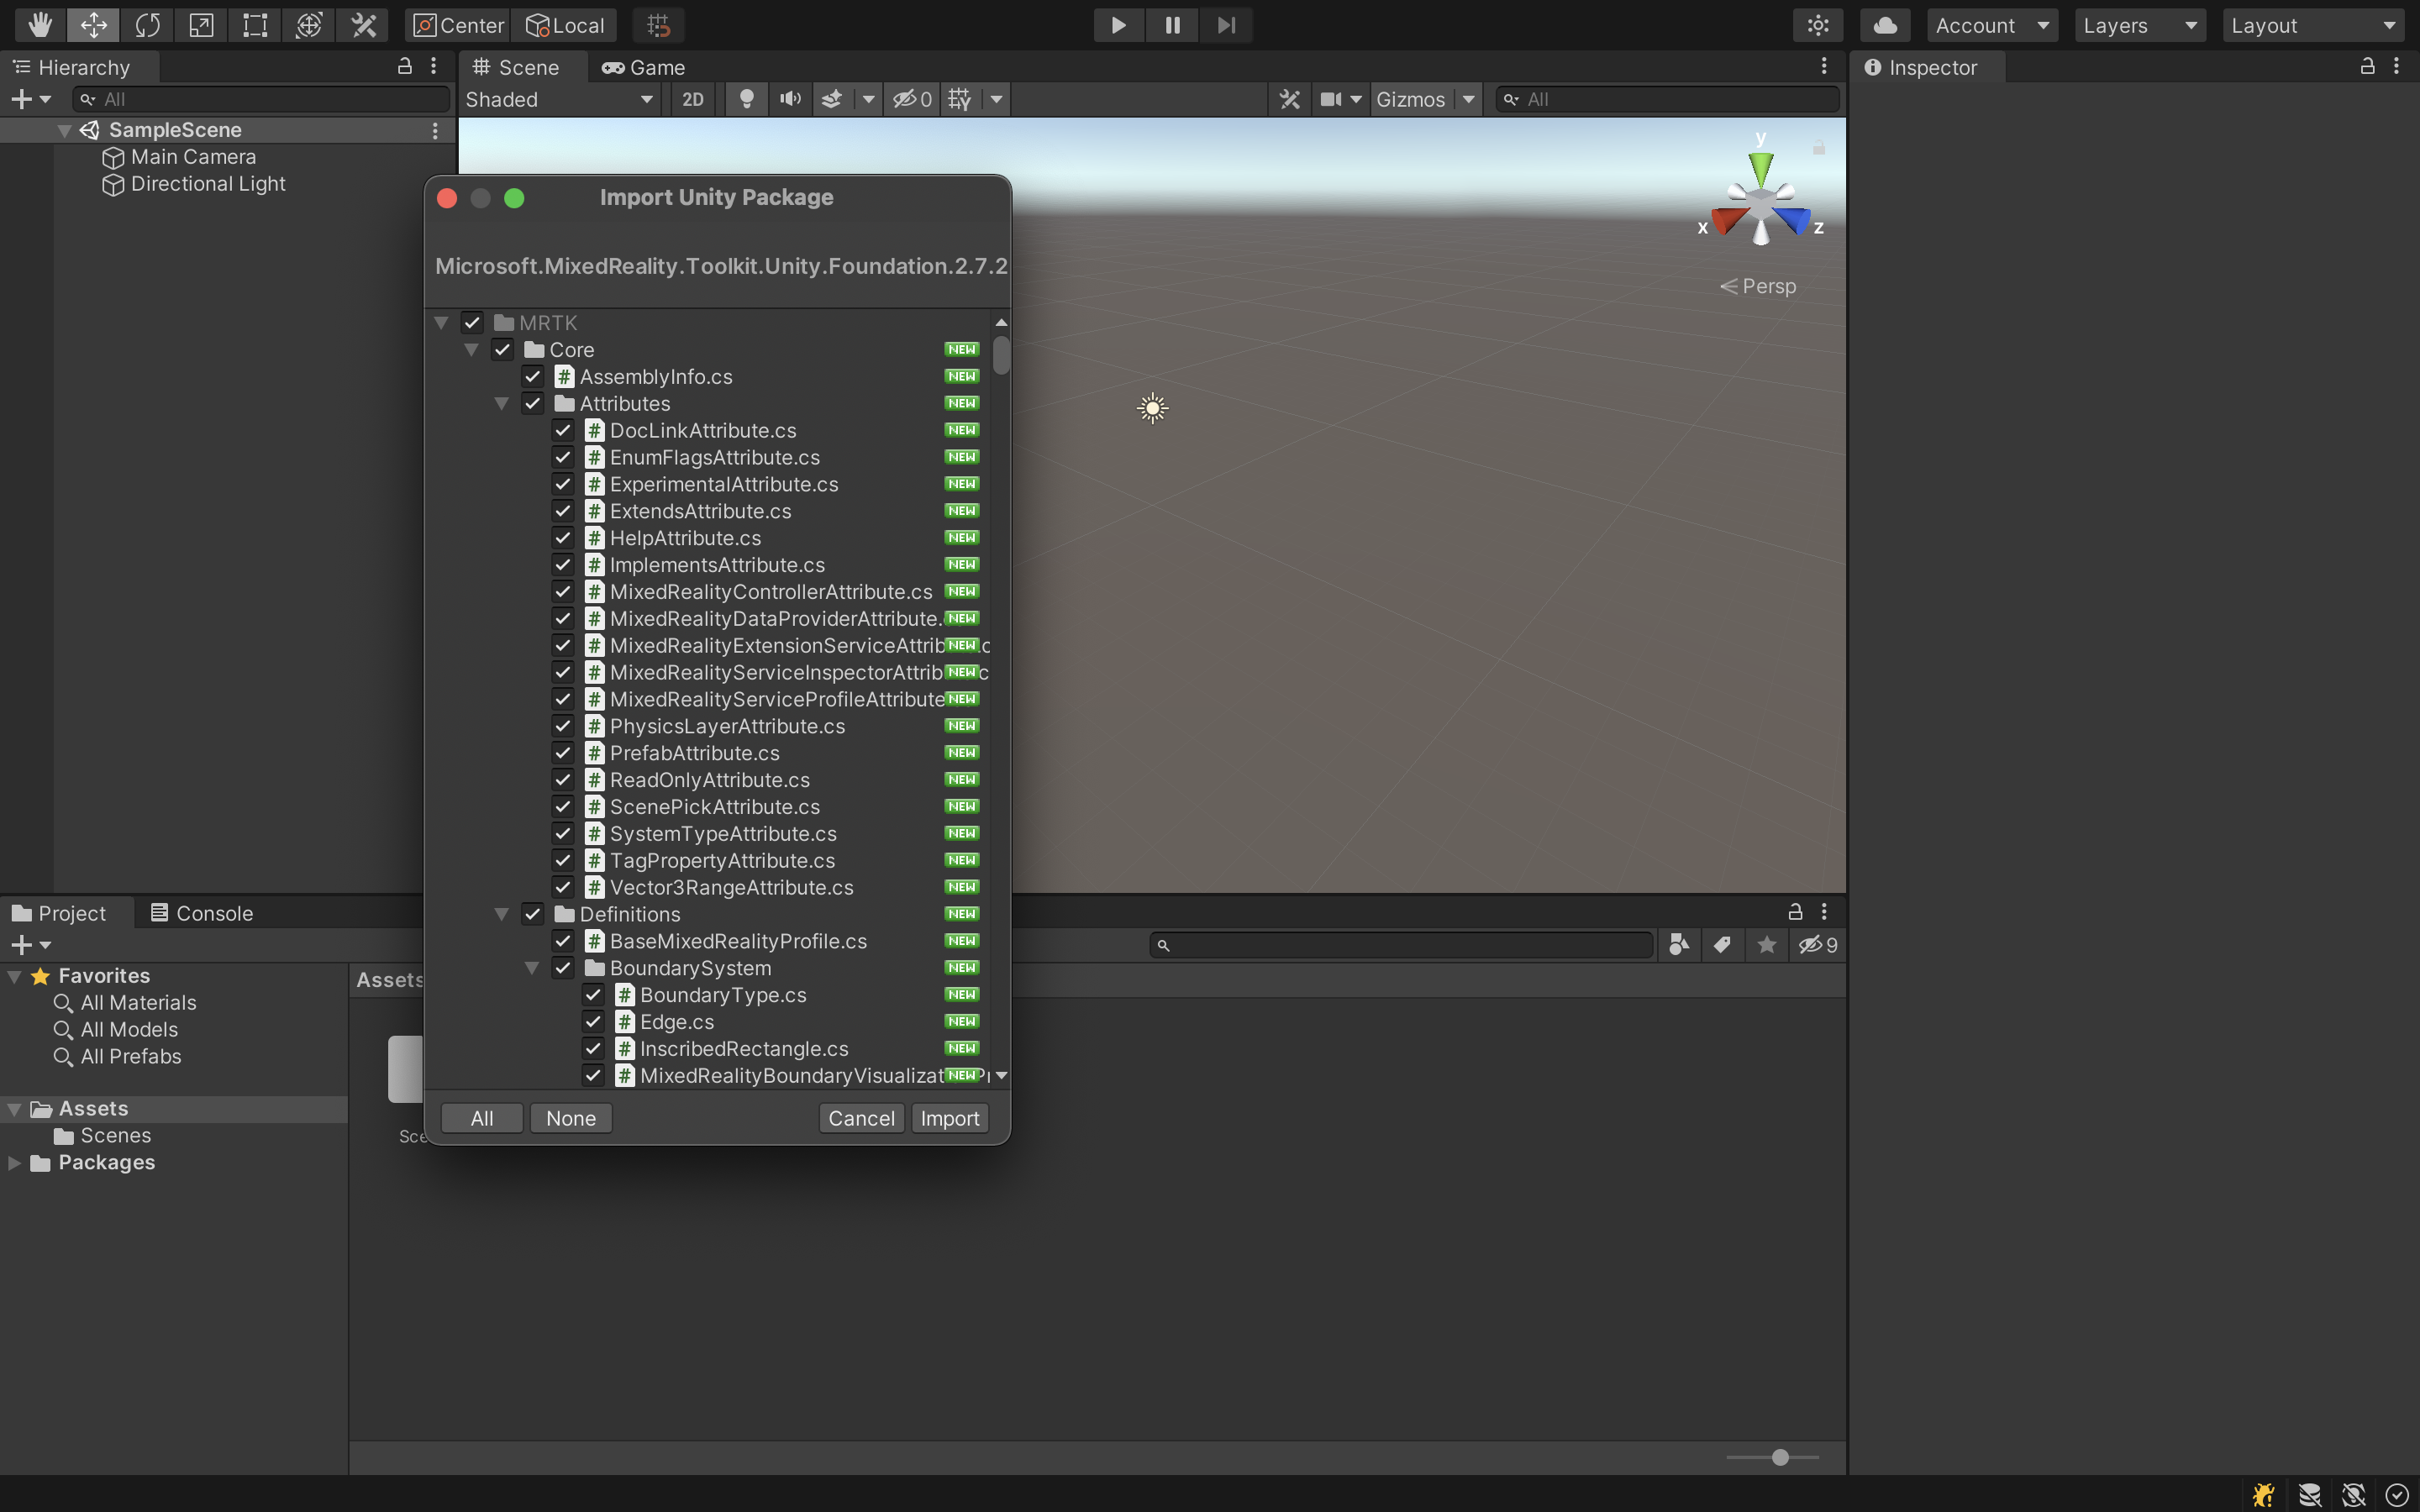 Center
Local
Account
Layers
Layout
Hierarchy
All
SampleScene
Main Camera
Directional Light
Scene
Game
Shaded
2D
0
Gizmos
All
y
x
z
Persp
Inspector
Import Unity Package
Microsoft.MixedReality.Toolkit.Unity.Foundation.2.7.2
MRTK
Core NEW
AssemblyInfo.cs NEW
Attributes NEW
DocLinkAttribute.cs NEW
EnumFlagsAttribute.cs NEW
ExperimentalAttribute.cs NEW
ExtendsAttribute.cs NEW
HelpAttribute.cs NEW
ImplementsAttribute.cs NEW
MixedRealityControllerAttribute.cs NEW
MixedRealityDataProviderAttribute. NEW
MixedRealityExtensionServiceAttrib NEW
MixedRealityServiceInspectorAttrib NEW
MixedRealityServiceProfileAttribute NEW
PhysicsLayerAttribute.cs NEW
PrefabAttribute.cs NEW
ReadOnlyAttribute.cs NEW
ScenePickAttribute.cs NEW
SystemTypeAttribute.cs NEW
TagPropertyAttribute.cs NEW
Vector3RangeAttribute.cs NEW
Definitions NEW
BaseMixedRealityProfile.cs NEW
BoundarySystem NEW
BoundaryType.cs NEW
Edge.cs NEW
InscribedRectangle.cs NEW
MixedRealityBoundaryVisualizat NEW
All
None
Cancel
Import
Project
Console
9
Favorites
All Materials
All Models
All Prefabs
Assets
Scenes
Packages
Assets
Sce